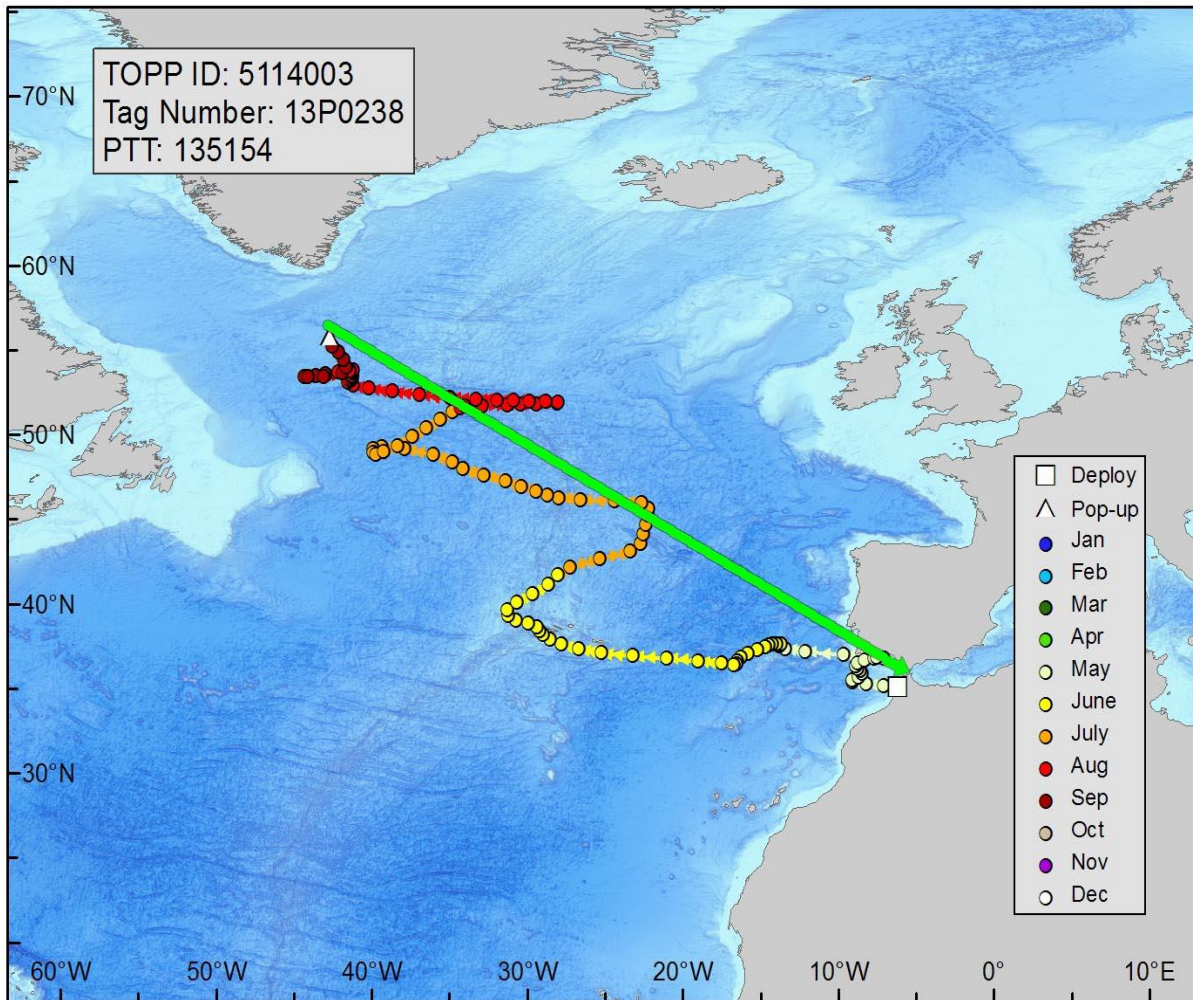 TOPP ID: 5114003
Tag Number: 13P0238
PTT: 135154
70°N
60°N
50°N
40°N
30°N
Deploy
Pop-up
Jan
Feb
Mar
Apr
May
June
July
Aug
Sep
Oct
Nov
Dec
60°W 50°W 40°W 30°W 20°W 10°W 0° 10°E